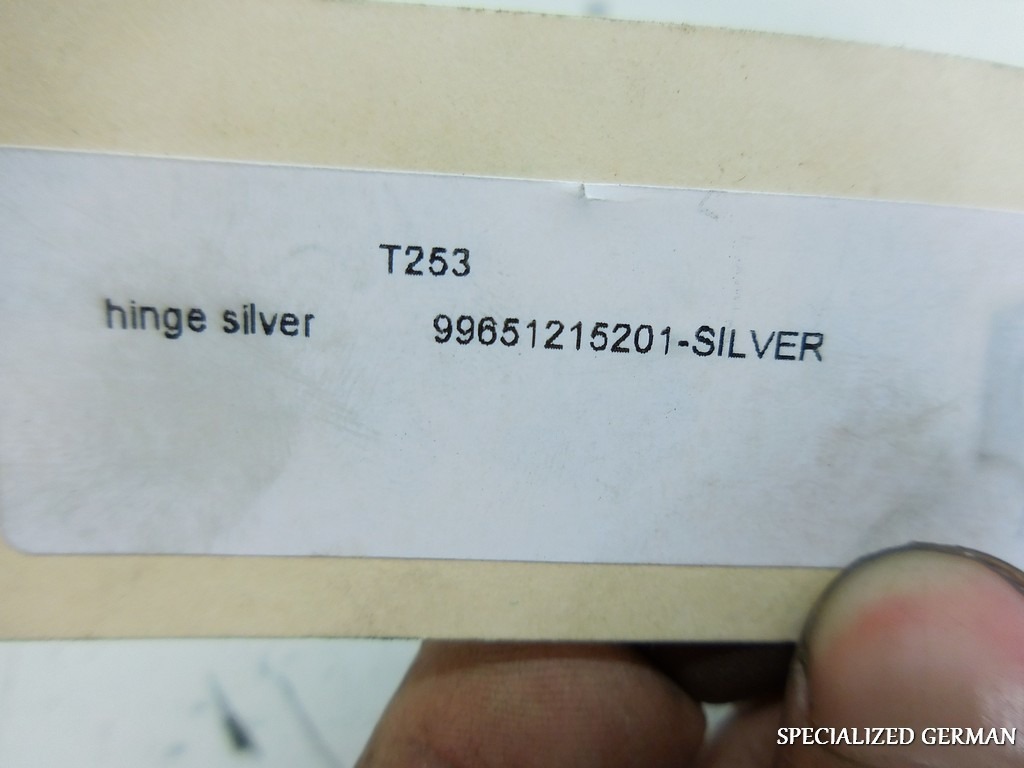 T253
hinge silver 99651215201-SILVER
SPECIALIZED GERMAN